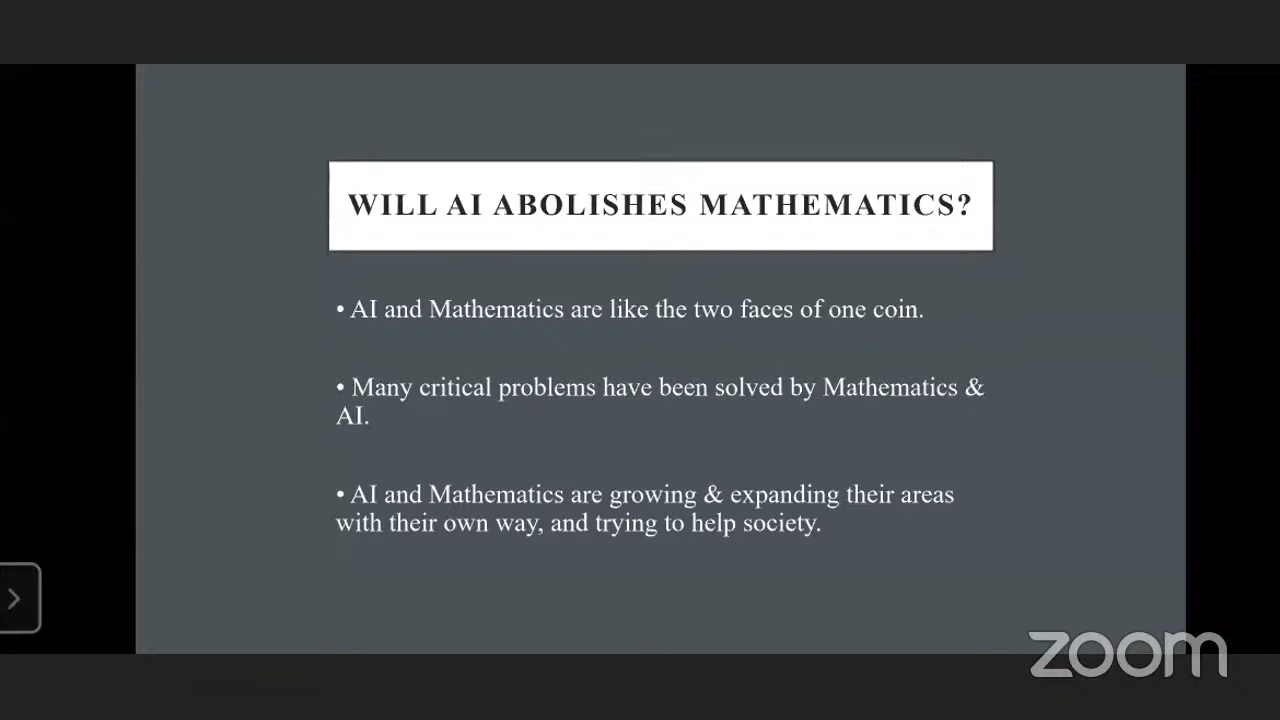 WILL AI ABOLISHES MATHEMATICS?
• AI and Mathematics are like the two faces of one coin.
• Many critical problems have been solved by Mathematics &
AI.
• AI and Mathematics are growing & expanding their areas
with their own way, and trying to help society.
zoom